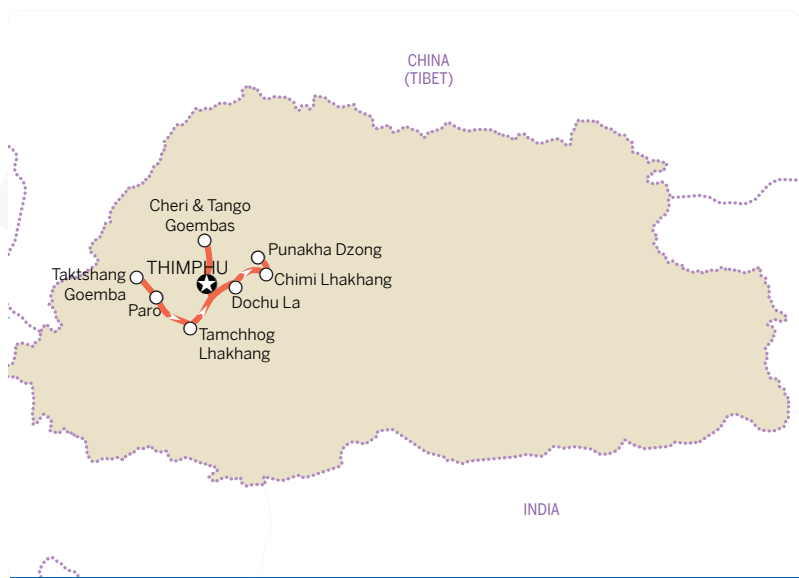 CHINA
(TIBET)
Cheri & Tango
Goembas
Punakha Dzong
THIMPHU
Taktshang
Goemba
Chimi Lhakhang
Dochu La
Paro
Tamchhog
Lhakhang
INDIA